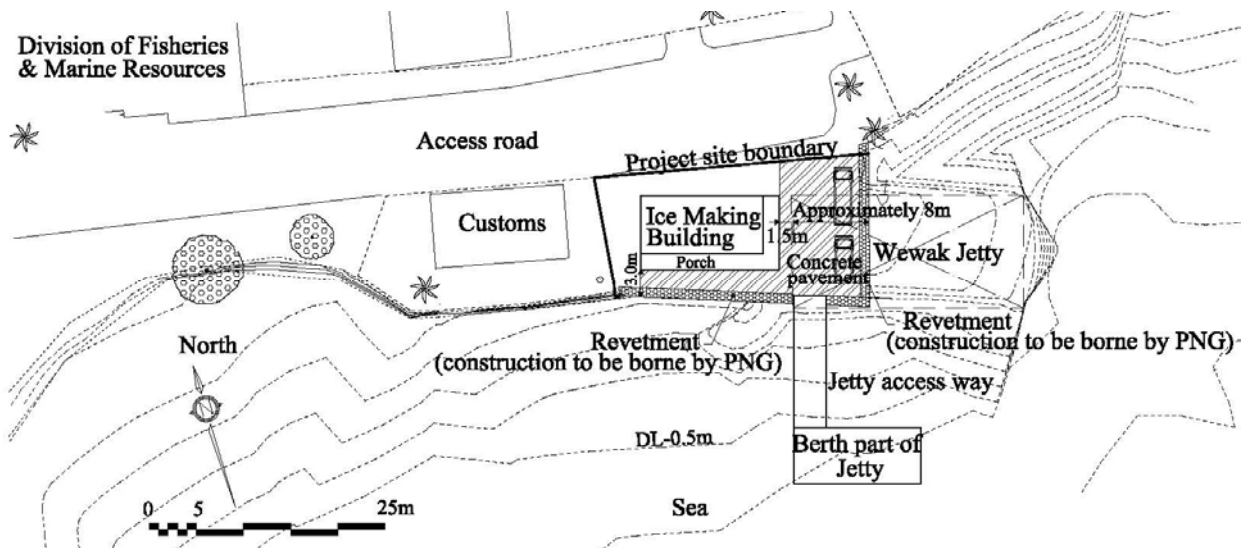 Division of Fisheries
& Marine Resources
Access road
Project site boundary
Customs
Ice Making
Building
Approximately 8m
1.5m
Wewak Jetty
Porch
3.0m
Concrete
pavement
Revetment
(construction to be borne by PNG)
Revetment
(construction to be borne by PNG)
North
N
Jetty access way
DL-0.5m
Berth part of
Jetty
0 5 25m
Sea